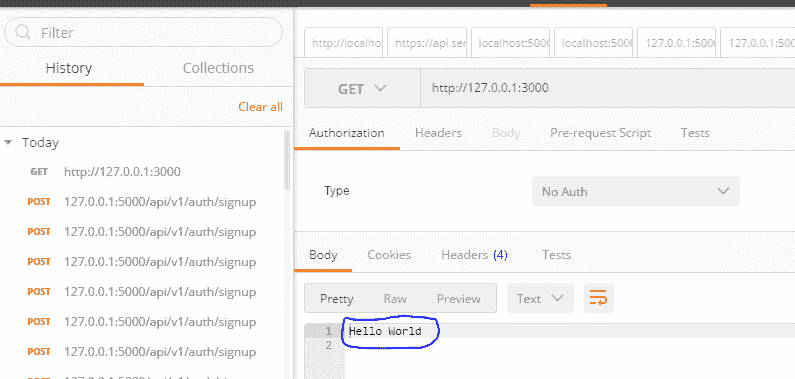 Filter
History
Collections
Clear all
Today
GET http://127.0.0.1:3000
POST 127.0.0.1:5000/api/v1/auth/signup
POST 127.0.0.1:5000/api/v1/auth/signup
POST 127.0.0.1:5000/api/v1/auth/signup
POST 127.0.0.1:5000/api/v1/auth/signup
POST 127.0.0.1:5000/api/v1/auth/signup
POST 127.0.0.1:5000/api/v1/auth/signup
http://localho https://api.ser localhost:5000 localhost:5000 127.0.0.1:5000 127.0.0.1:5000
GET http://127.0.0.1:3000
Authorization Headers Body Pre-request Script Tests
Type No Auth
Body Cookies Headers (4) Tests
Pretty Raw Preview Text
1 Hello World
2